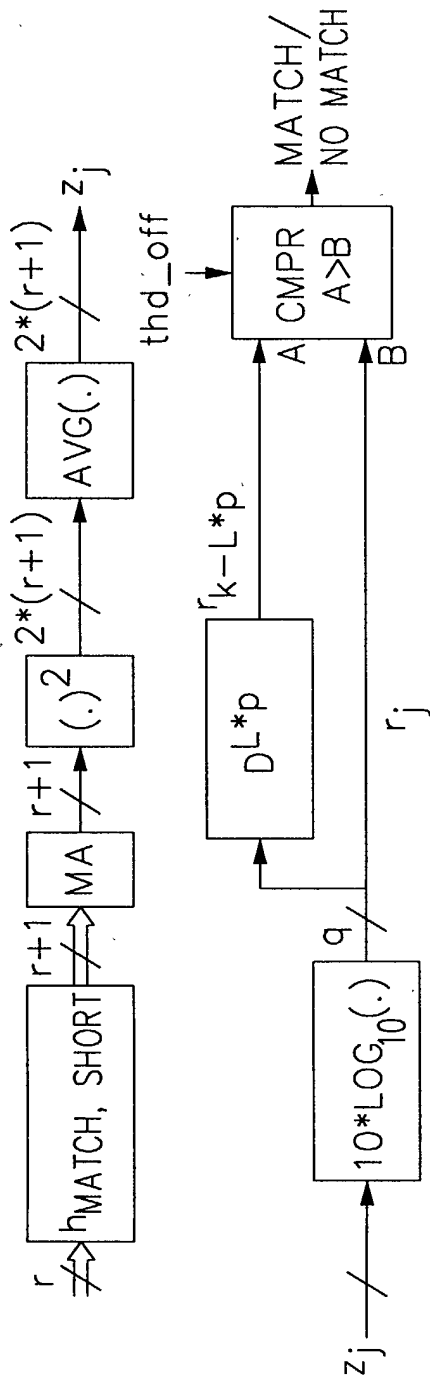 r
h_MATCH, SHORT
r+1
MA
r+1
(.)²
2*(r+1)
AVG(.)
2*(r+1)
z_j
z_j
10*LOG₁₀(.)
q
D^L*p
r_k-L*p
r_j
thd_off
A
B
CMPR
A>B
MATCH/
NO MATCH